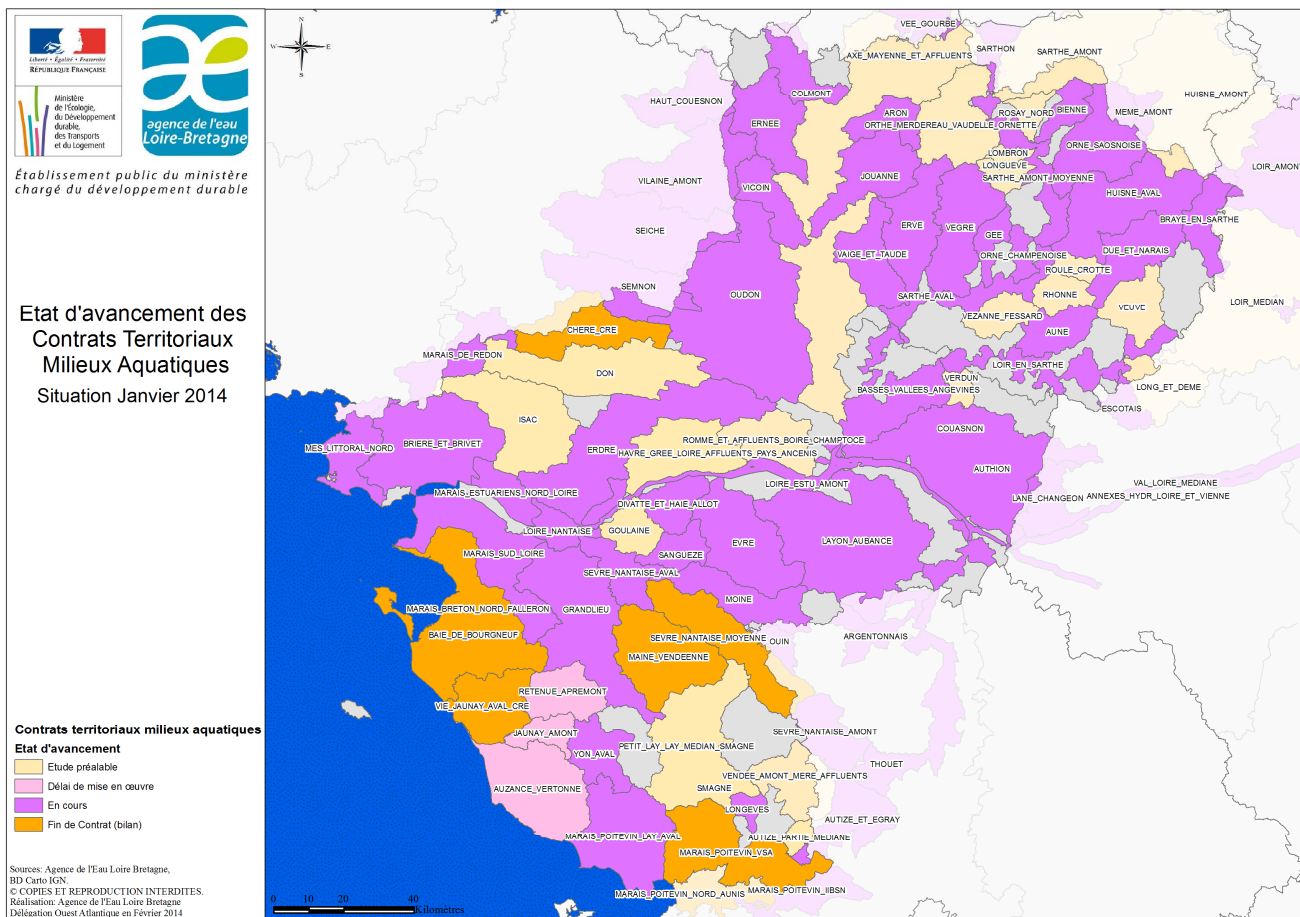 Liberté • Égalité • Fraternité
RÉPUBLIQUE FRANÇAISE
Ministère
de l'Écologie,
du Développement
durable,
des Transports
et du Logement
agence de l'eau
Loire-Bretagne
Établissement public du ministère
chargé du développement durable
Etat d'avancement des
Contrats Territoriaux
Milieux Aquatiques
Situation Janvier 2014
Contrats territoriaux milieux aquatiques
Etat d'avancement
Etude préalable
Délai de mise en œuvre
En cours
Fin de Contrat (bilan)
Sources: Agence de l'Eau Loire Bretagne,
BD Carto IGN.
© COPIES ET REPRODUCTION INTERDITES.
Réalisation: Agence de l'Eau Loire Bretagne
Délégation Ouest Atlantique en Février 2014
N
W
E
S
VEE_GOURBE
SARTHON
SARTHE_AMONT
AXE_MAYENNE_ET_AFFLUENTS
COLMONT
HAUT_COUESNON
HUISNE_AMONT
ERNEE
ARON
ROSAY_NORD
BIENNE
MEME_AMONT
ORTHE_MERDEREAU_VAUDELLE_ORNETTE
ORNE_SAOSNOISE
LOMBRON
LONGUEVE
LOIR_AMONT
VILAINE_AMONT
VICOIN
JOUANNE
SARTHE_AMONT_MOYENNE
HUISNE_AVAL
SEICHE
ERVE
VEGRE
GEE
BRAYE_EN_SARTHE
VAIGE_ET_TAUDE
ORNE_CHAMPENOISE
DUE_ET_NARAIS
ROULE_CROTTE
SEMNON
OUDON
SARTHE_AVAL
RHONNE
VEUVE
LOIR_MEDIAN
CHERE_CRE
VEZANNE_FESSARD
AUNE
MARAIS_DE_REDON
DON
LOIR_EN_SARTHE
VERDUN
BASSES_VALLEES_ANGEVINES
LONG_ET_DEME
ESCOTAIS
ISAC
COUASNON
MES_LITTORAL_NORD
BRIERE_ET_BRIVET
ERDRE
ROMME_ET_AFFLUENTS_BOIRE_CHAMPTOCE
HAVRE_GREE_LOIRE_AFFLUENTS_PAYS_ANCENIS
AUTHION
LOIRE_ESTU_AMONT
VAL_LOIRE_MEDIANE
MARAIS-ESTUARIENS_NORD_LOIRE
LANE_CHANGEON
ANNEXES_HYDR_LOIRE_ET_VIENNE
DIVATTE_ET_HAIE_ALLOT
LOIRE_NANTAISE
GOULAINE
EVRE
LAYON_AUBANCE
MARAIS_SUD_LOIRE
SANGUEZE
SEVRE_NANTAISE_AVAL
MOINE
MARAIS_BRETON_NORD_FALLERON
GRANDLIEU
BAIE_DE_BOURGNEUF
SEVRE_NANTAISE_MOYENNE
OUIN
ARGENTONNAIS
MAINE_VENDEENNE
RETENUE_APREMONT
VIE_JAUNAY_AVAL_CRE
JAUNAY_AMONT
SEVRE_NANTAISE_AMONT
YON_AVAL
PETIT_LAY_LAY_MEDIAN_SMAGNE
THOUET
VENDEE_AMONT_MERE_AFFLUENTS
AUZANCE_VERTONNE
SMAGNE
LONGEVES
AUTIZE_ET_EGRAY
MARAIS_POITEVIN_LAY_AVAL
AUTIZE_PARTIE_MEDIANE
MARAIS_POITEVIN_VSA
MARAIS_POITEVIN_NORD_AUNIS
MARAIS_POITEVIN_IIBSN
0 10 20 40
Kilomètres